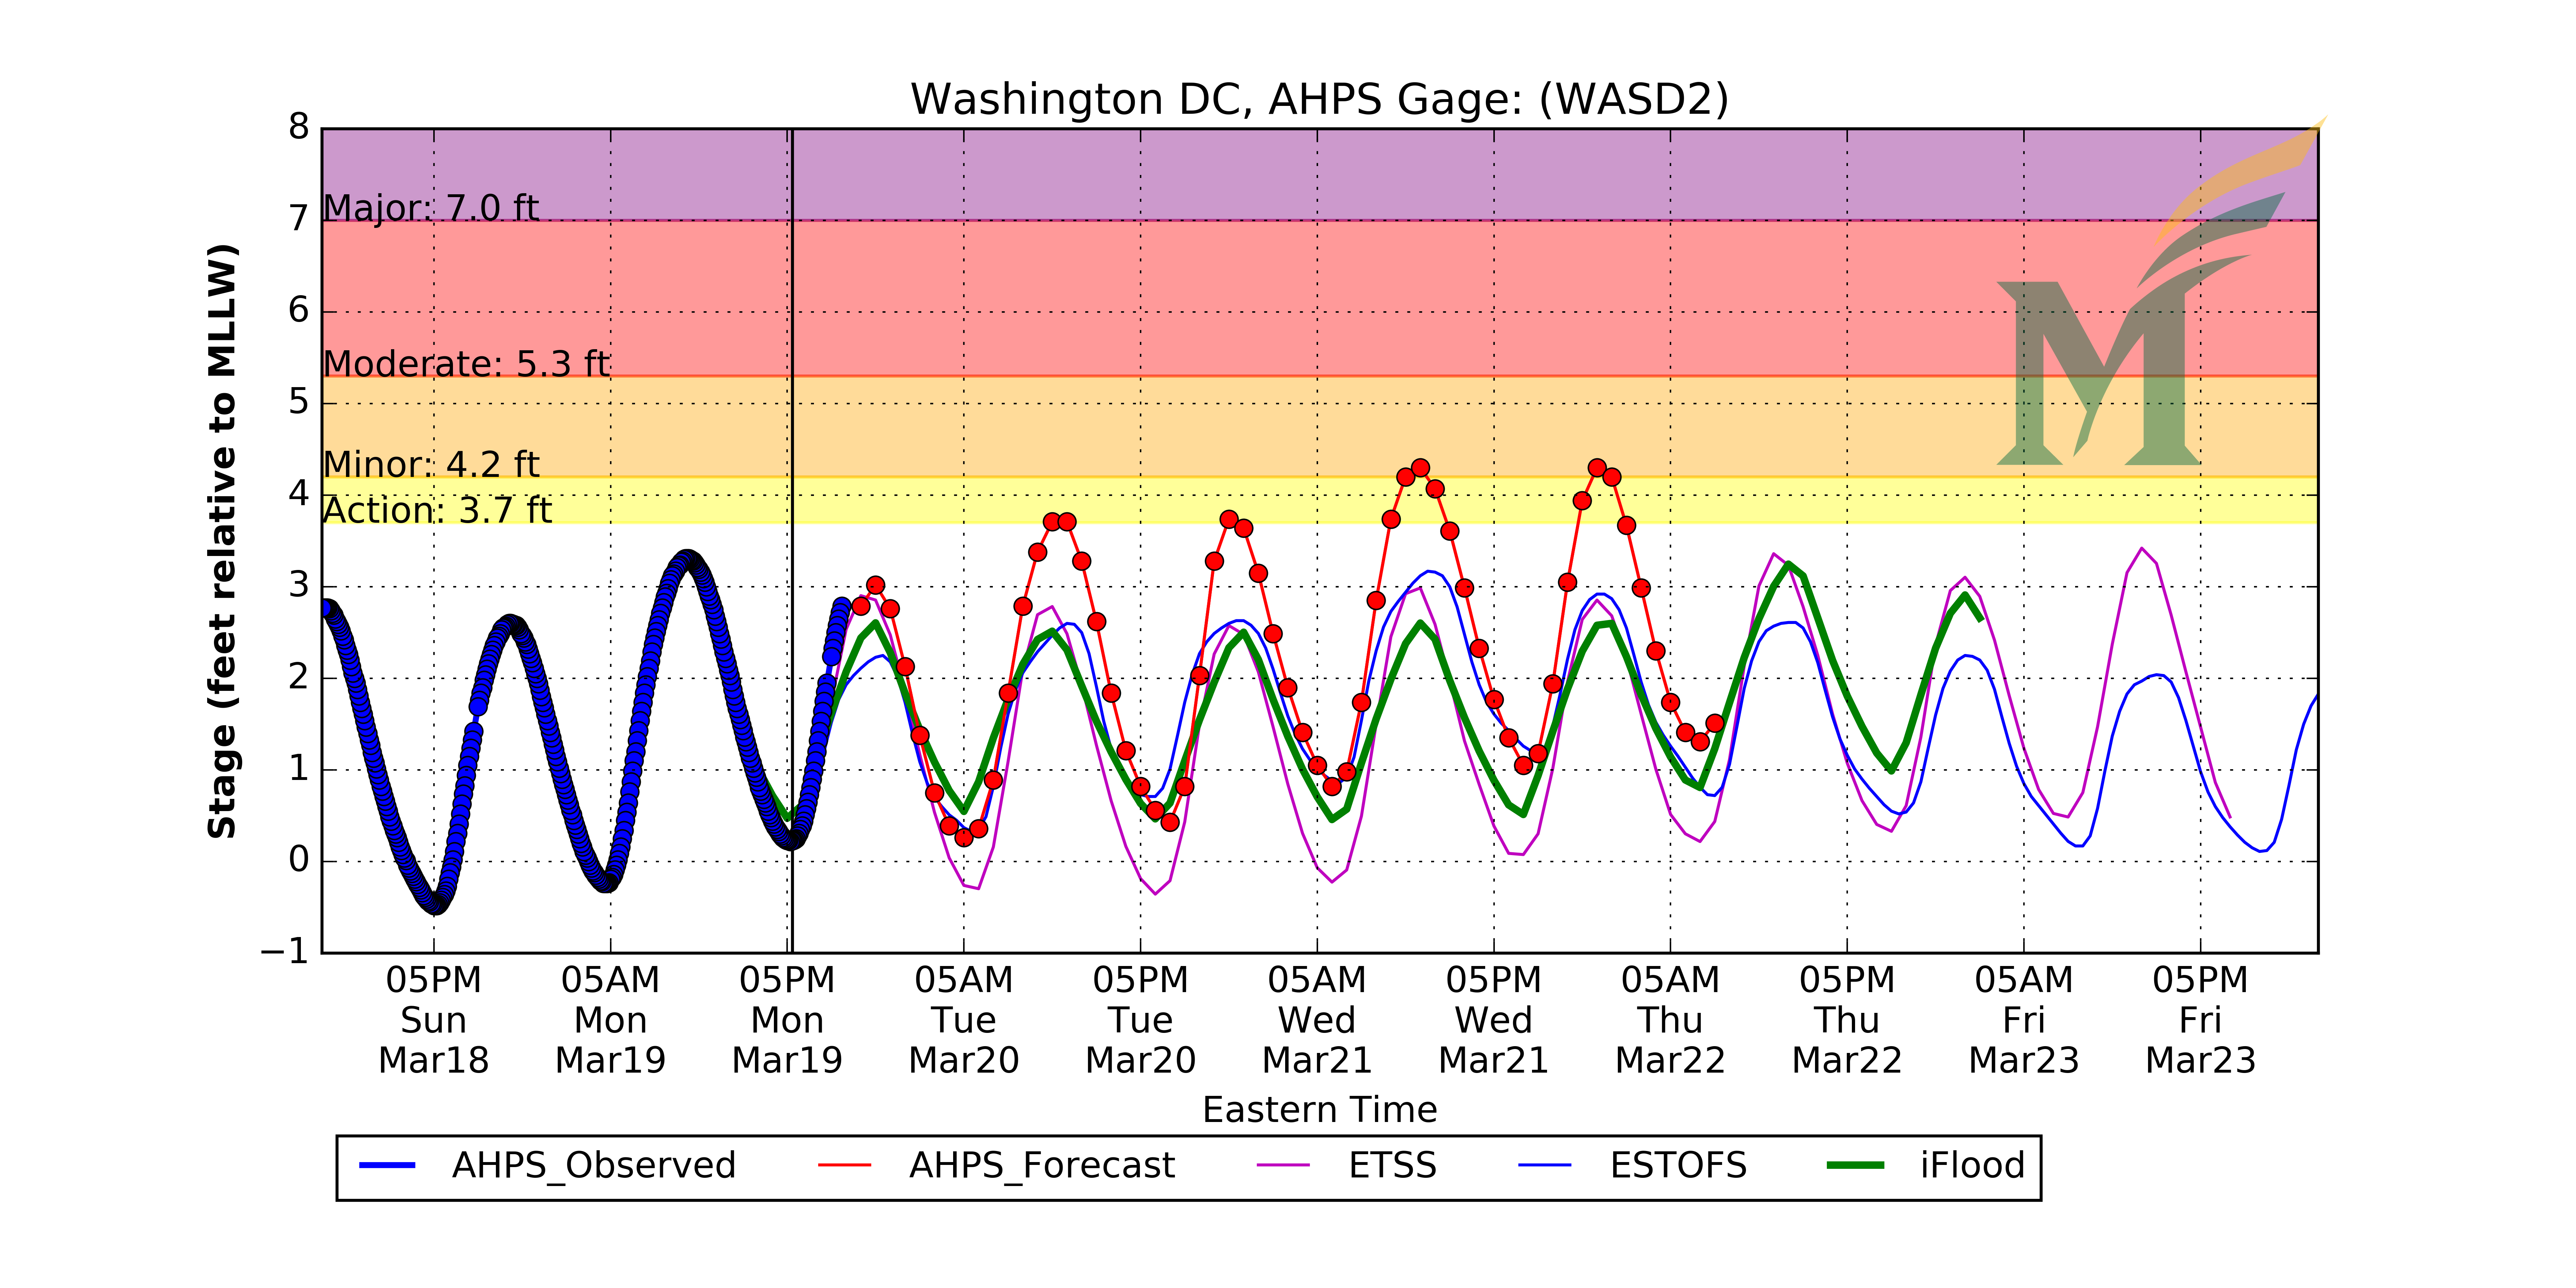 Washington DC, AHPS Gage: (WASD2)
Stage (feet relative to MLLW)
8
7
6
5
4
3
2
1
0
−1
Major: 7.0 ft
Moderate: 5.3 ft
Minor: 4.2 ft
Action: 3.7 ft
05PM 05AM 05PM 05AM 05PM 05AM 05PM 05AM 05PM 05AM 05PM
Sun Mon Mon Tue Tue Wed Wed Thu Thu Fri Fri
Mar18 Mar19 Mar19 Mar20 Mar20 Mar21 Mar21 Mar22 Mar22 Mar23 Mar23
Eastern Time
AHPS_Observed AHPS_Forecast ETSS ESTOFS iFlood